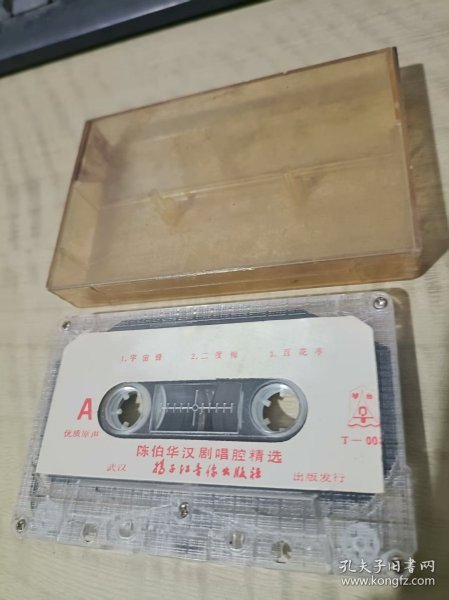 1.宇宙锋 2.二度梅 3.百花亭
A
优质原声
琴台
T—00
陈伯华汉剧唱腔精选
武汉 扬子江音像出版社 出版发行
孔夫子旧书网
www.kongfz.com